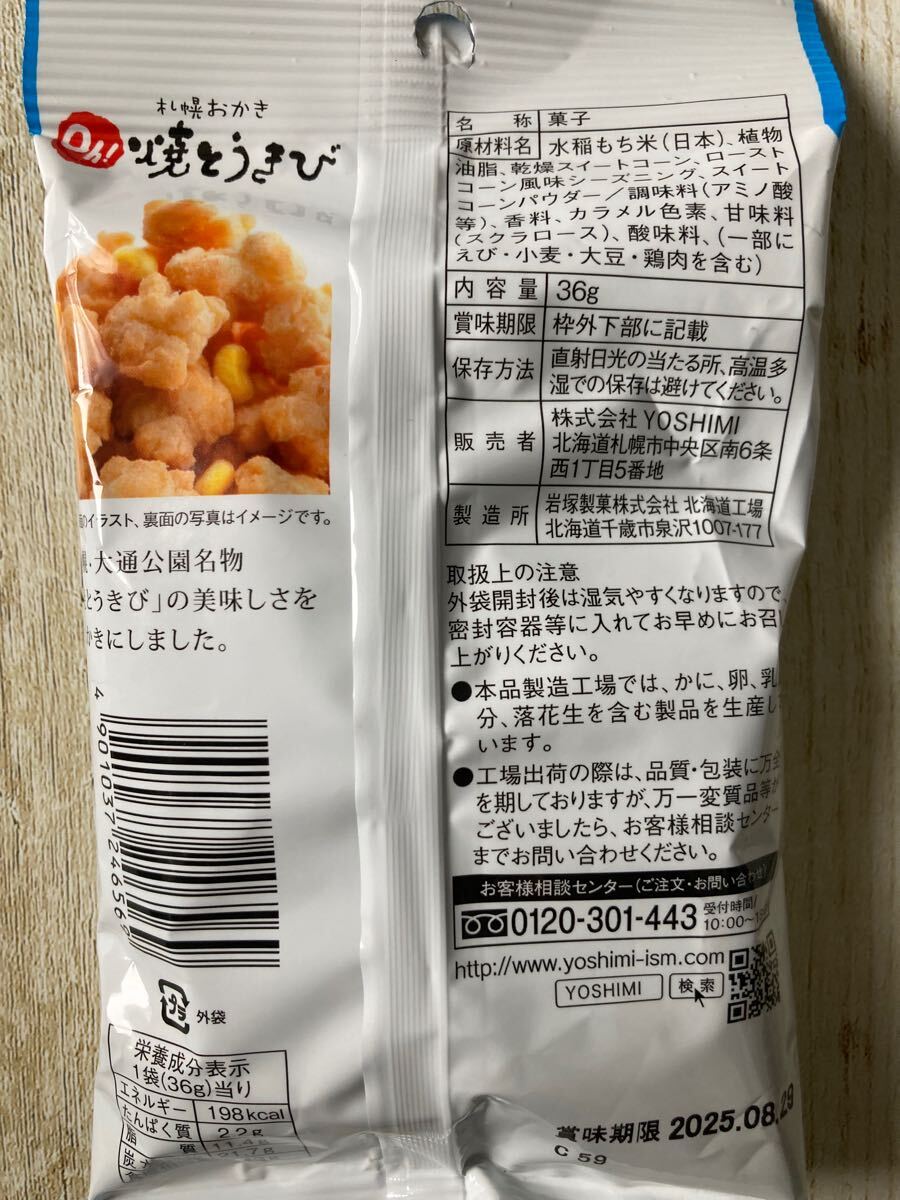 札幌おかき
Oh!焼とうきび
イラスト、裏面の写真はイメージです。
大通公園名物
とうきび」の美味しさを
かきにしました。
4 901037 246569
外袋
栄養成分表示
1袋(36g)当り
エネルギー 198kcal
たんぱく質 2.2g
脂 質 11.4g
名 称 菓子
原材料名 水稲もち米(日本)、植物
油脂、乾燥スイートコーン、ロースト
コーン風味シーズニング、スイート
コーンパウダー/調味料(アミノ酸
等)、香料、カラメル色素、甘味料
(スクラロース)、酸味料、(一部に
えび・小麦・大豆・鶏肉を含む)
内容量 36g
賞味期限 枠外下部に記載
保存方法 直射日光の当たる所、高温多
湿での保存は避けてください。
販売者 株式会社 YOSHIMI
北海道札幌市中央区南6条
西1丁目5番地
製造所 岩塚製菓株式会社 北海道工場
北海道千歳市泉沢1007-177
取扱上の注意
外袋開封後は湿気やすくなりますので、
密封容器等に入れてお早めにお召し
上がりください。
●本品製造工場では、かに、卵、乳
分、落花生を含む製品を生産し
います。
●工場出荷の際は、品質・包装に万全
を期しておりますが、万一変質品等が
ございましたら、お客様相談センター
までお問い合わせください。
お客様相談センター(ご注文・お問い合わせ)
0120-301-443 受付時間/
10:00～
http://www.yoshimi-ism.com
YOSHIMI 検索
賞味期限 2025.08.29
C 59